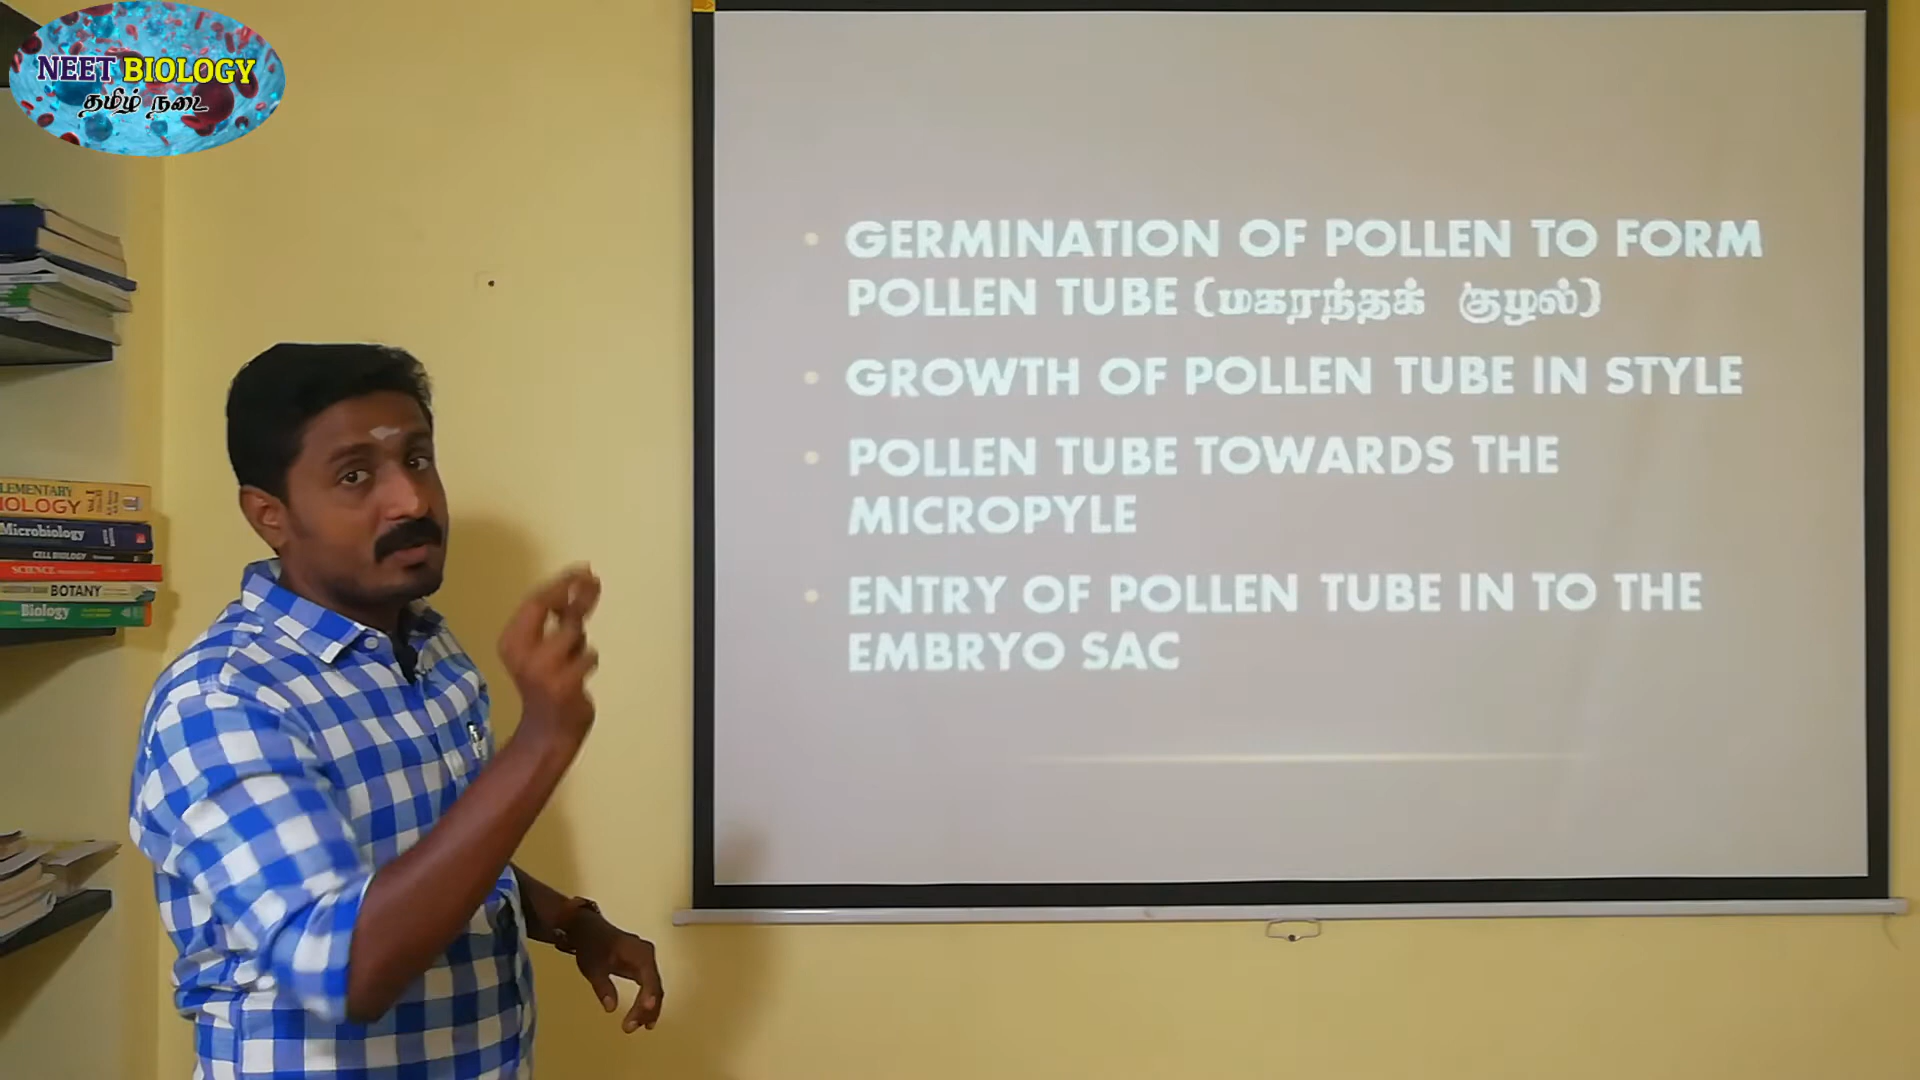 NEET BIOLOGY
தமிழ் நடை
GERMINATION OF POLLEN TO FORM
POLLEN TUBE (மகரந்தக் குழல்)
GROWTH OF POLLEN TUBE IN STYLE
POLLEN TUBE TOWARDS THE
MICROPYLE
ENTRY OF POLLEN TUBE IN TO THE
EMBRYO SAC
LEMENTARY
IOLOGY Vol. I
Microbiology
CELL BIOLOGY
SCIENCE
BOTANY
Biology